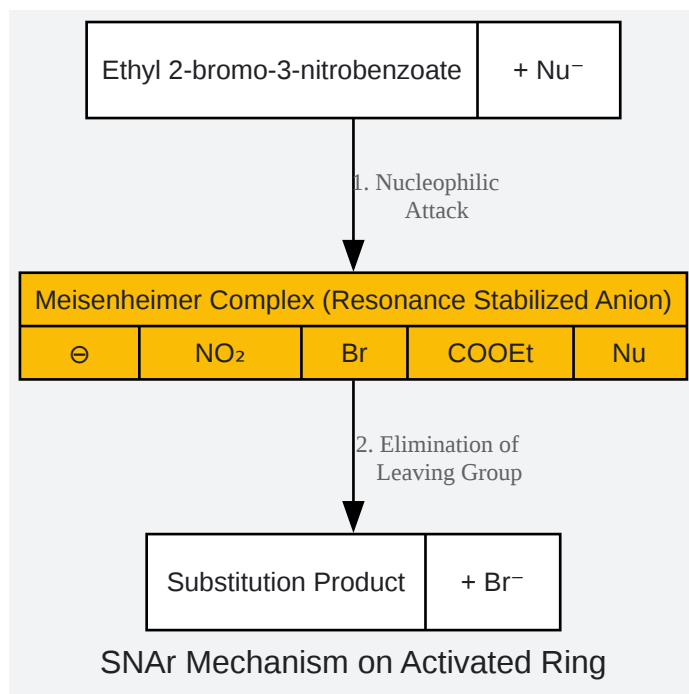 Ethyl 2-bromo-3-nitrobenzoate + Nu⁻
1. Nucleophilic
Attack
Meisenheimer Complex (Resonance Stabilized Anion)
⊖ NO₂ Br COOEt Nu
2. Elimination of
Leaving Group
Substitution Product + Br⁻
SNAr Mechanism on Activated Ring